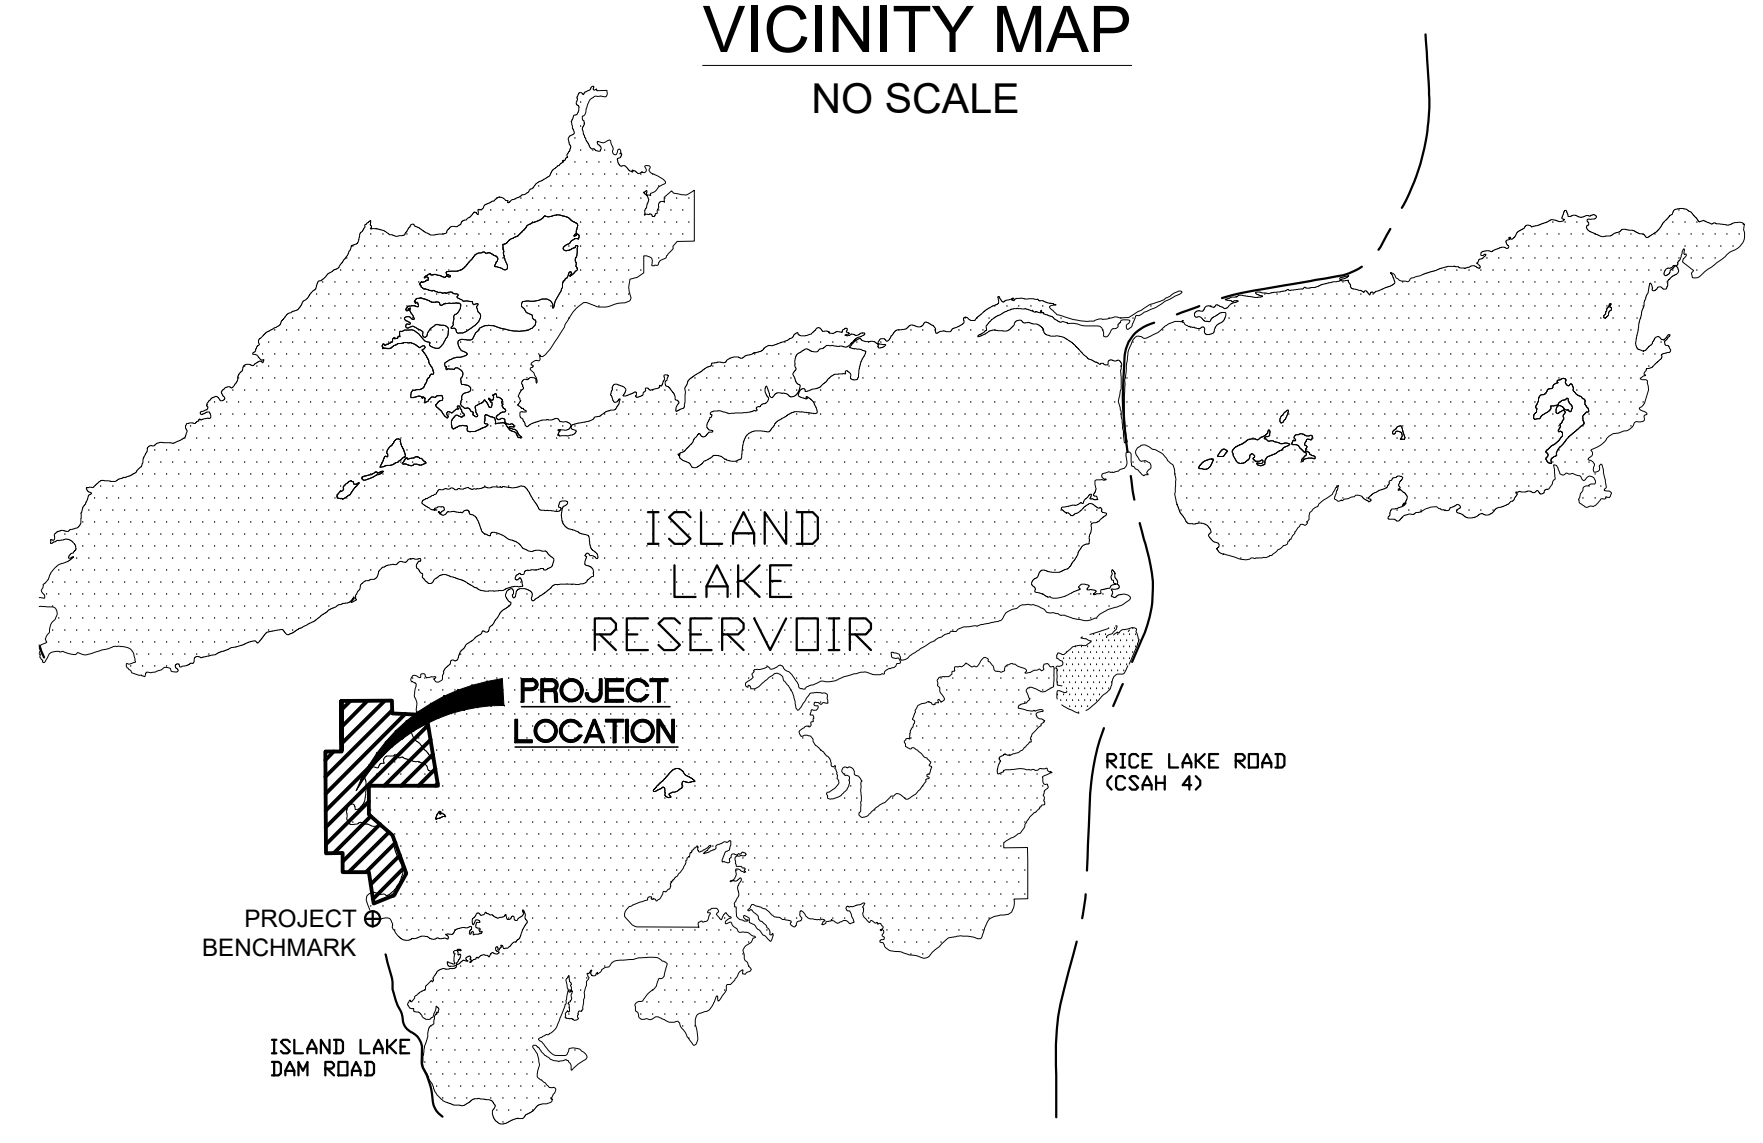 VICINITY MAP
NO SCALE
ISLAND
LAKE
RESERVOIR
PROJECT
LOCATION
RICE LAKE ROAD
(CSAH 4)
PROJECT
BENCHMARK
ISLAND LAKE
DAM ROAD